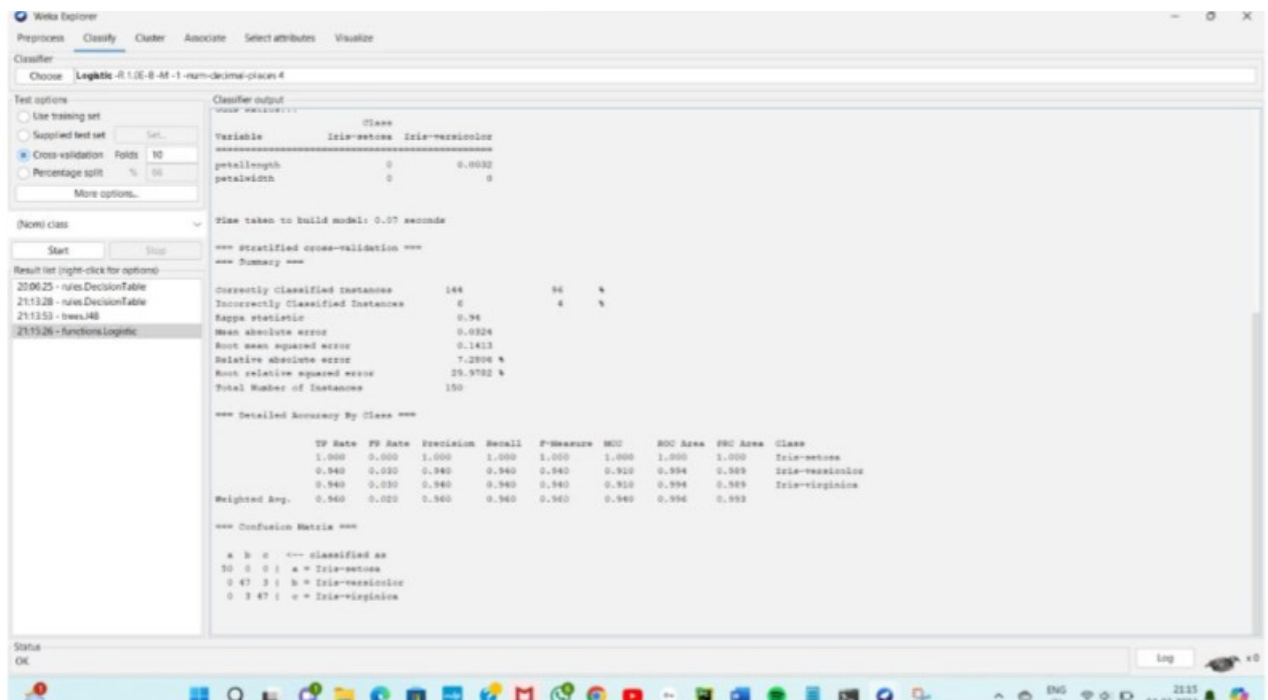 Weka Explorer
Preprocess Classify Cluster Associate Select attributes Visualize
Classifier
Choose Logistic -R 1.0E-8 -M -1 -num-decimal-places 4
Test options
Use training set
Supplied test set Set...
Cross-validation Folds 10
Percentage split % 66
More options...
(Nom) class
Start Stop
Result list (right-click for options)
20:06:25 - rules.DecisionTable
21:13:28 - rules.DecisionTable
21:13:53 - trees.J48
21:15:26 - functions.Logistic
Classifier output
Class
Variable Iris-setosa Iris-versicolor
petallength 0 0.0032
petalwidth 0 0
Time taken to build model: 0.07 seconds
=== Stratified cross-validation ===
=== Summary ===
Correctly Classified Instances 144 96 %
Incorrectly Classified Instances 6 4 %
Kappa statistic 0.94
Mean absolute error 0.0324
Root mean squared error 0.1413
Relative absolute error 7.2806 %
Root relative squared error 29.9782 %
Total Number of Instances 150
=== Detailed Accuracy By Class ===
TP Rate FP Rate Precision Recall F-Measure MCC ROC Area PRC Area Class
1.000 0.000 1.000 1.000 1.000 1.000 1.000 1.000 Iris-setosa
0.940 0.030 0.940 0.940 0.940 0.910 0.994 0.989 Iris-versicolor
0.940 0.030 0.940 0.940 0.940 0.910 0.994 0.989 Iris-virginica
Weighted Avg. 0.960 0.020 0.960 0.960 0.960 0.940 0.996 0.993
=== Confusion Matrix ===
a b c <-- classified as
50 0 0 | a = Iris-setosa
0 47 3 | b = Iris-versicolor
0 3 47 | c = Iris-virginica
Status
OK
Log x 0
ENG
21:15